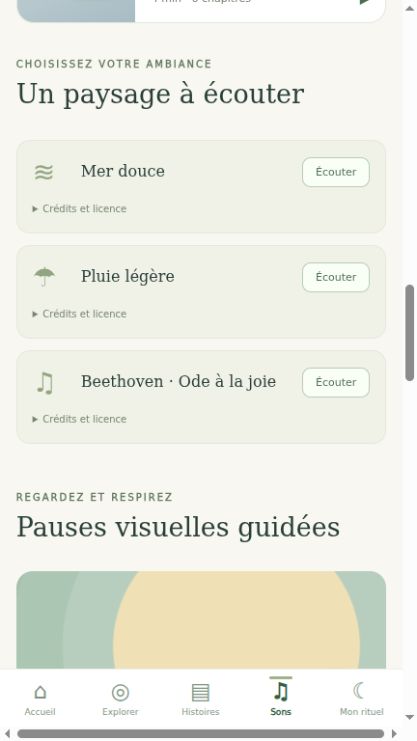 CHOISISSEZ VOTRE AMBIANCE
Un paysage à écouter
Mer douce
Écouter
Crédits et licence
Pluie légère
Écouter
Crédits et licence
Beethoven · Ode à la joie
Écouter
Crédits et licence
REGARDEZ ET RESPIREZ
Pauses visuelles guidées
Accueil
Explorer
Histoires
Sons
Mon rituel